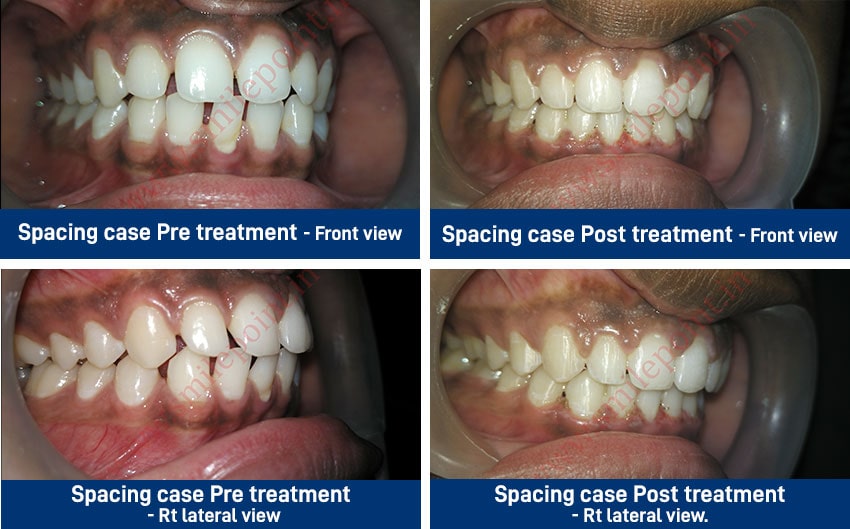 Spacing case Pre treatment - Front view
Spacing case Post treatment - Front view
Spacing case Pre treatment
- Rt lateral view
Spacing case Post treatment
- Rt lateral view.